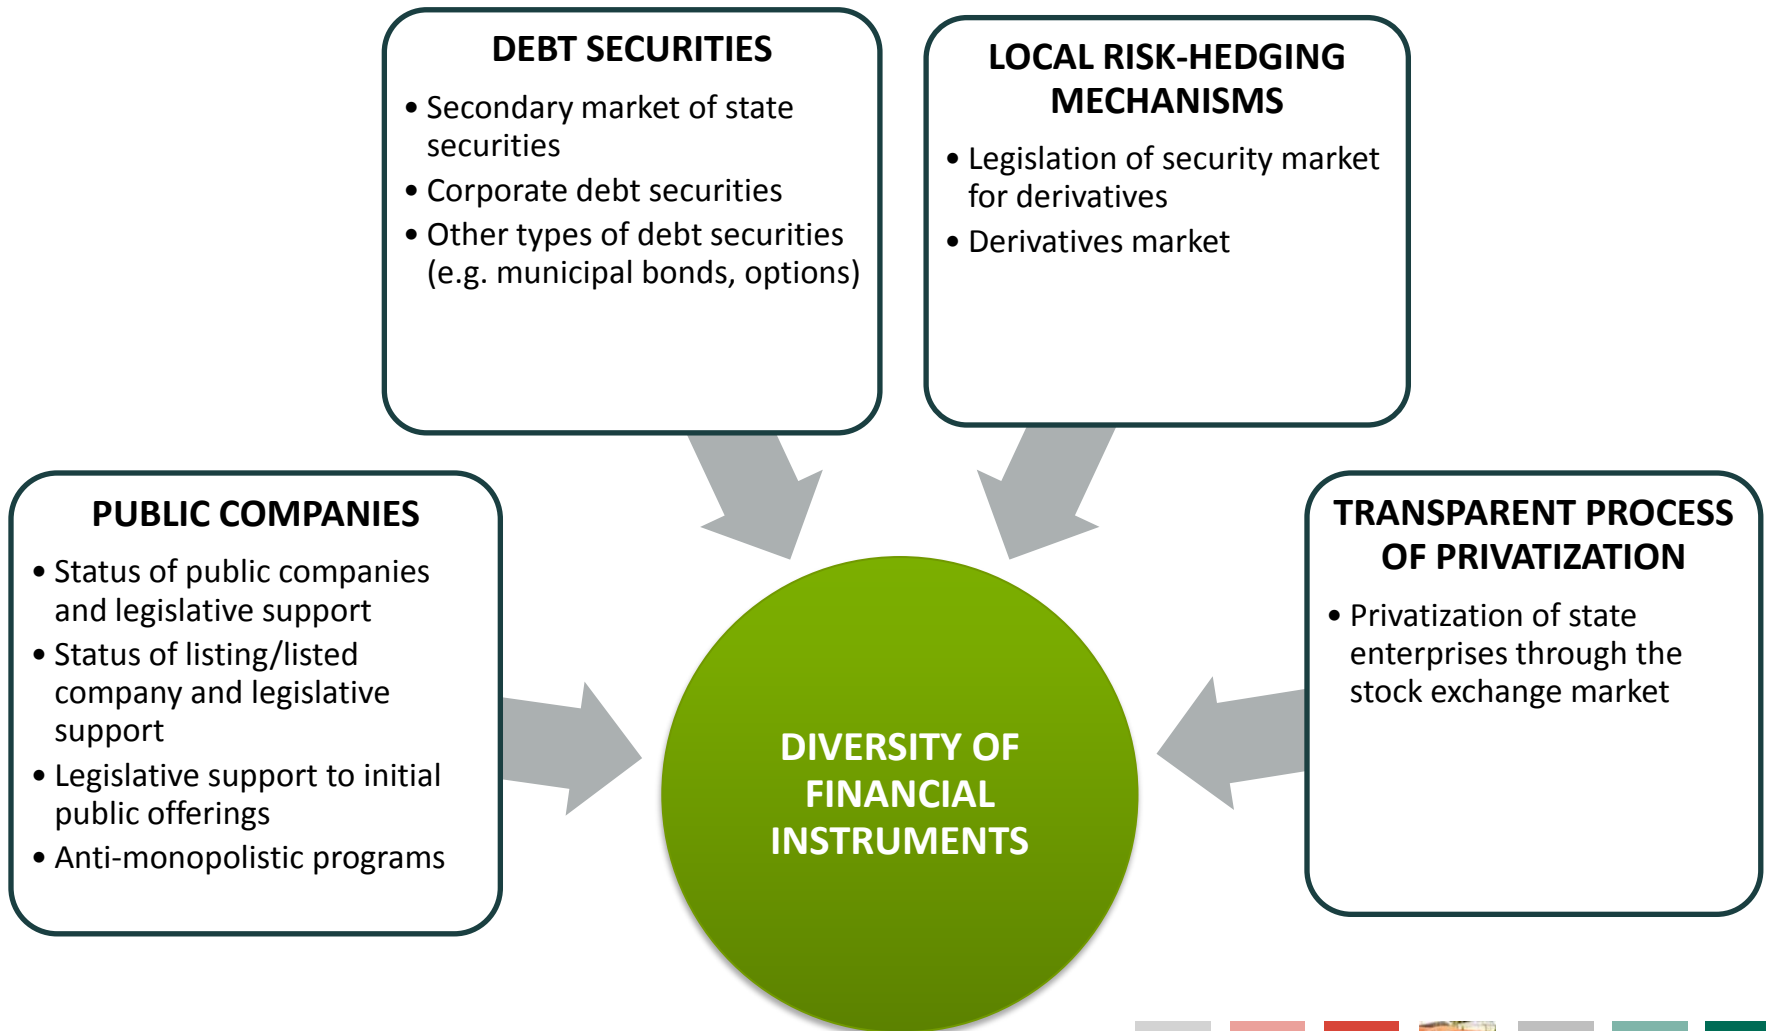 DEBT SECURITIES
• Secondary market of state
securities
• Corporate debt securities
• Other types of debt securities
(e.g. municipal bonds, options)
LOCAL RISK-HEDGING
MECHANISMS
• Legislation of security market
for derivatives
• Derivatives market
PUBLIC COMPANIES
• Status of public companies
and legislative support
• Status of listing/listed
company and legislative
support
• Legislative support to initial
public offerings
• Anti-monopolistic programs
TRANSPARENT PROCESS
OF PRIVATIZATION
• Privatization of state
enterprises through the
stock exchange market
DIVERSITY OF
FINANCIAL
INSTRUMENTS